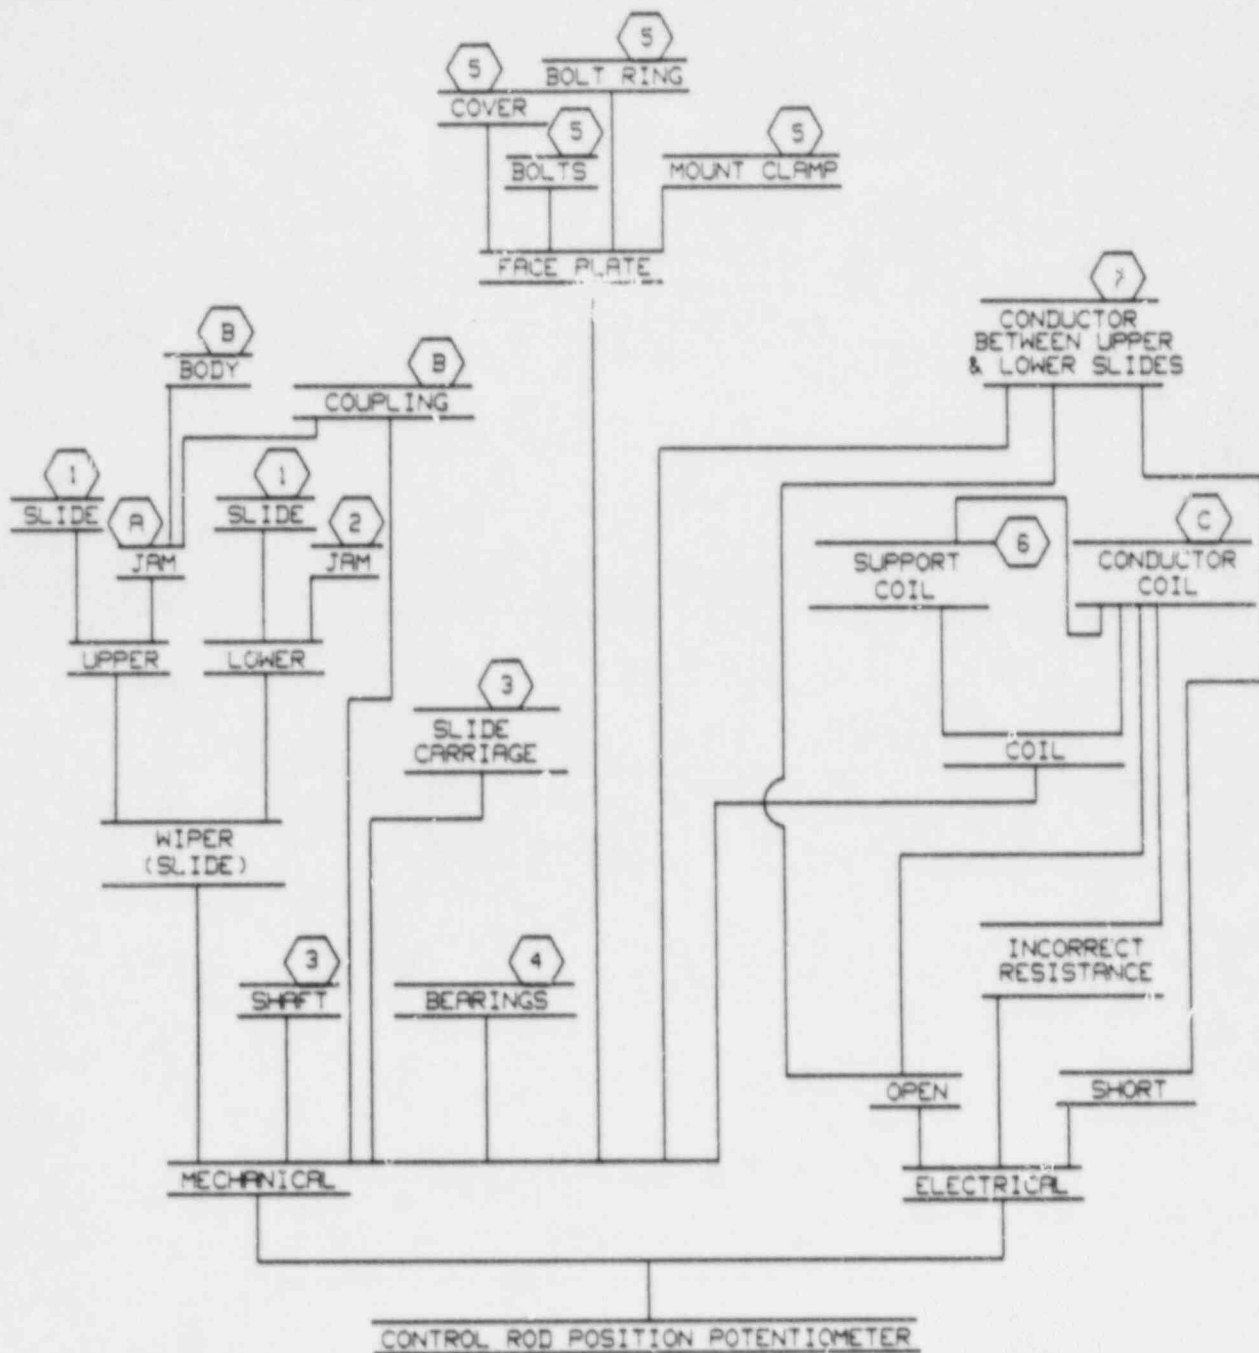 5
BOLT RING
5
COVER
5
BOLTS
5
MOUNT CLAMP
FACE PLATE
7
CONDUCTOR
BETWEEN UPPER
& LOWER SLIDES
B
BODY
B
COUPLING
1
SLIDE
A
JAM
1
SLIDE
2
JAM
6
SUPPORT
COIL
C
CONDUCTOR
COIL
UPPER
LOWER
3
SLIDE
CARRIAGE
COIL
WIPER
(SLIDE)
3
SHAFT
4
BEARINGS
INCORRECT
RESISTANCE
OPEN
SHORT
MECHANICAL
ELECTRICAL
CONTROL ROD POSITION POTENTIOMETER